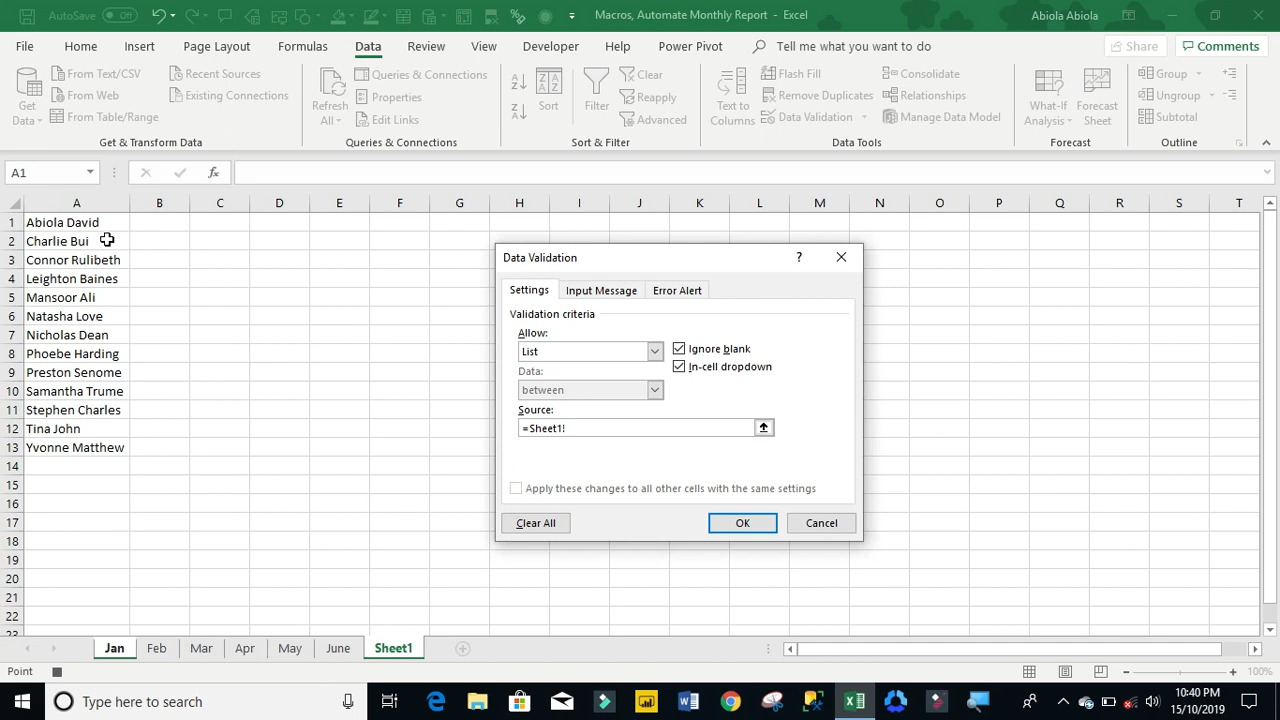 AutoSave Off Macros, Automate Monthly Report - Excel Abiola Abiola
File Home Insert Page Layout Formulas Data Review View Developer Help Power Pivot Tell me what you want to do Share Comments
Get Data
From Text/CSV
From Web
From Table/Range
Recent Sources
Existing Connections
Get & Transform Data
Refresh All
Queries & Connections
Properties
Edit Links
Queries & Connections
Sort
Filter
Clear
Reapply
Advanced
Sort & Filter
Text to Columns
Flash Fill
Remove Duplicates
Data Validation
Consolidate
Relationships
Manage Data Model
Data Tools
What-If Analysis
Forecast Sheet
Forecast
Group
Ungroup
Subtotal
Outline
A1 fx
A B C D E F G H I J K L M N O P Q R S T
1 Abiola David
2 Charlie Bui
3 Connor Rulibeth
4 Leighton Baines
5 Mansoor Ali
6 Natasha Love
7 Nicholas Dean
8 Phoebe Harding
9 Preston Senome
10 Samantha Trume
11 Stephen Charles
12 Tina John
13 Yvonne Matthew
14
15
16
17
18
19
20
21
22
23
Data Validation ?
Settings Input Message Error Alert
Validation criteria
Allow:
List Ignore blank
In-cell dropdown
Data:
between
Source:
=Sheet1!
Apply these changes to all other cells with the same settings
Clear All OK Cancel
Jan Feb Mar Apr May June Sheet1
Point 100%
Type here to search
10:40 PM
15/10/2019